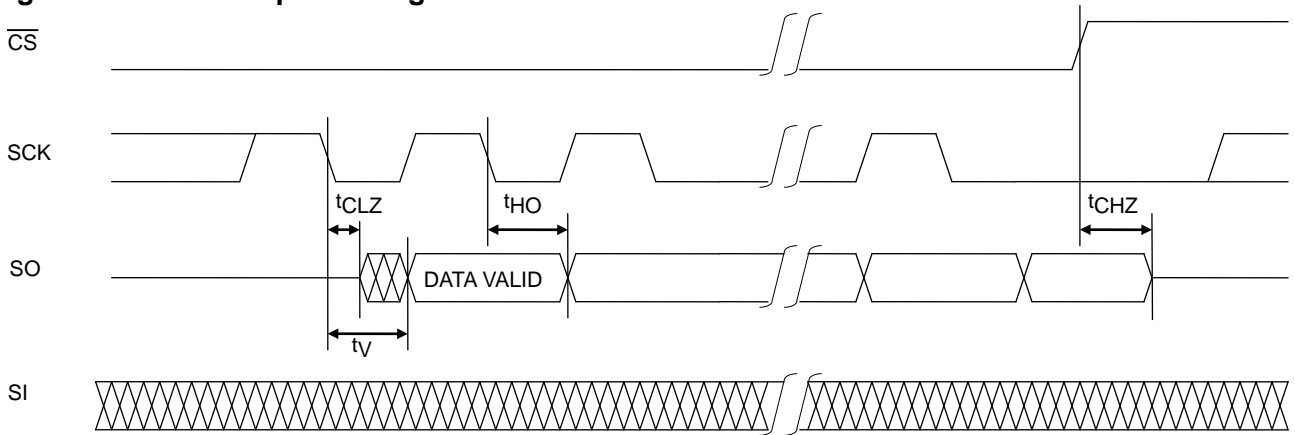 CS
SCK
tCLZ
tHO
tCHZ
SO
DATA VALID
tV
SI